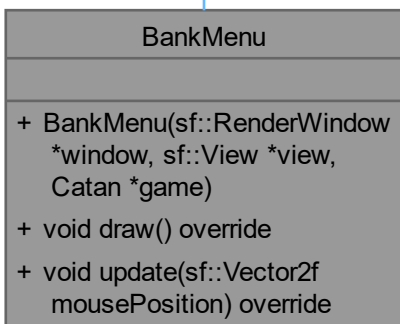 BankMenu
+ BankMenu(sf::RenderWindow
*window, sf::View *view,
Catan *game)
+ void draw() override
+ void update(sf::Vector2f
mousePosition) override